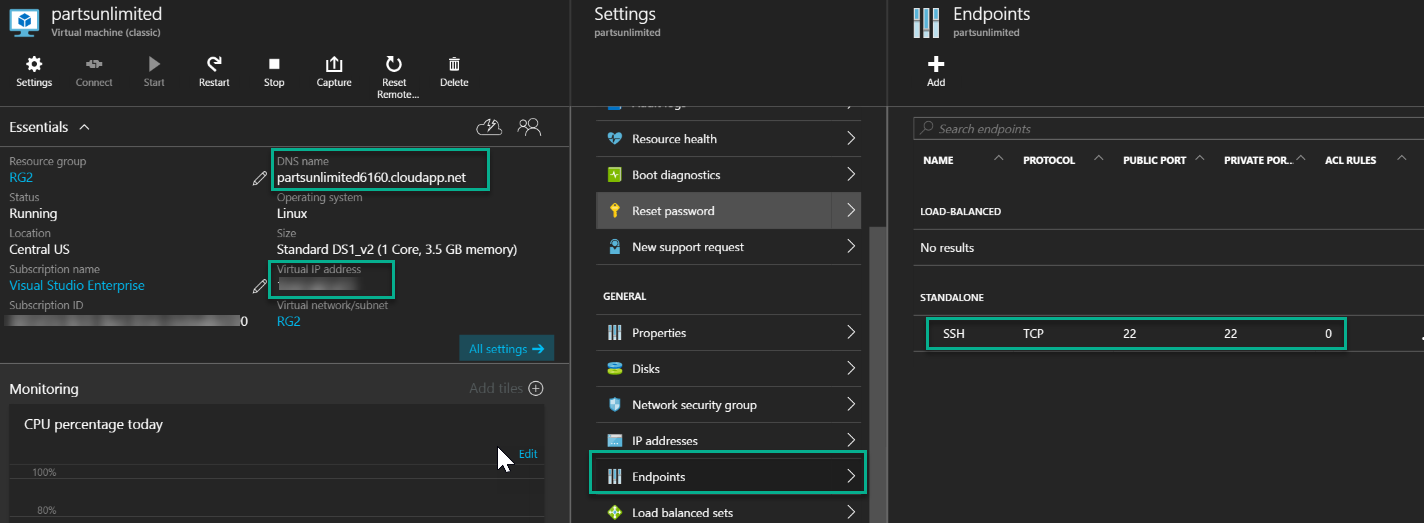 partsunlimited
Virtual machine (classic)
Settings
Connect
Start
Restart
Stop
Capture
Reset
Remote...
Delete
Essentials
Resource group
RG2
Status
Running
Location
Central US
Subscription name
Visual Studio Enterprise
Subscription ID
0
DNS name
partsunlimited6160.cloudapp.net
Operating system
Linux
Size
Standard DS1_v2 (1 Core, 3.5 GB memory)
Virtual IP address
Virtual network/subnet
RG2
All settings →
Monitoring
Add tiles
CPU percentage today
Edit
100%
80%
Settings
partsunlimited
Resource health
Boot diagnostics
Reset password
New support request
GENERAL
Properties
Disks
Network security group
IP addresses
Endpoints
Load balanced sets
Endpoints
partsunlimited
Add
Search endpoints
NAME PROTOCOL PUBLIC PORT PRIVATE POR... ACL RULES
LOAD-BALANCED
No results
STANDALONE
SSH TCP 22 22 0